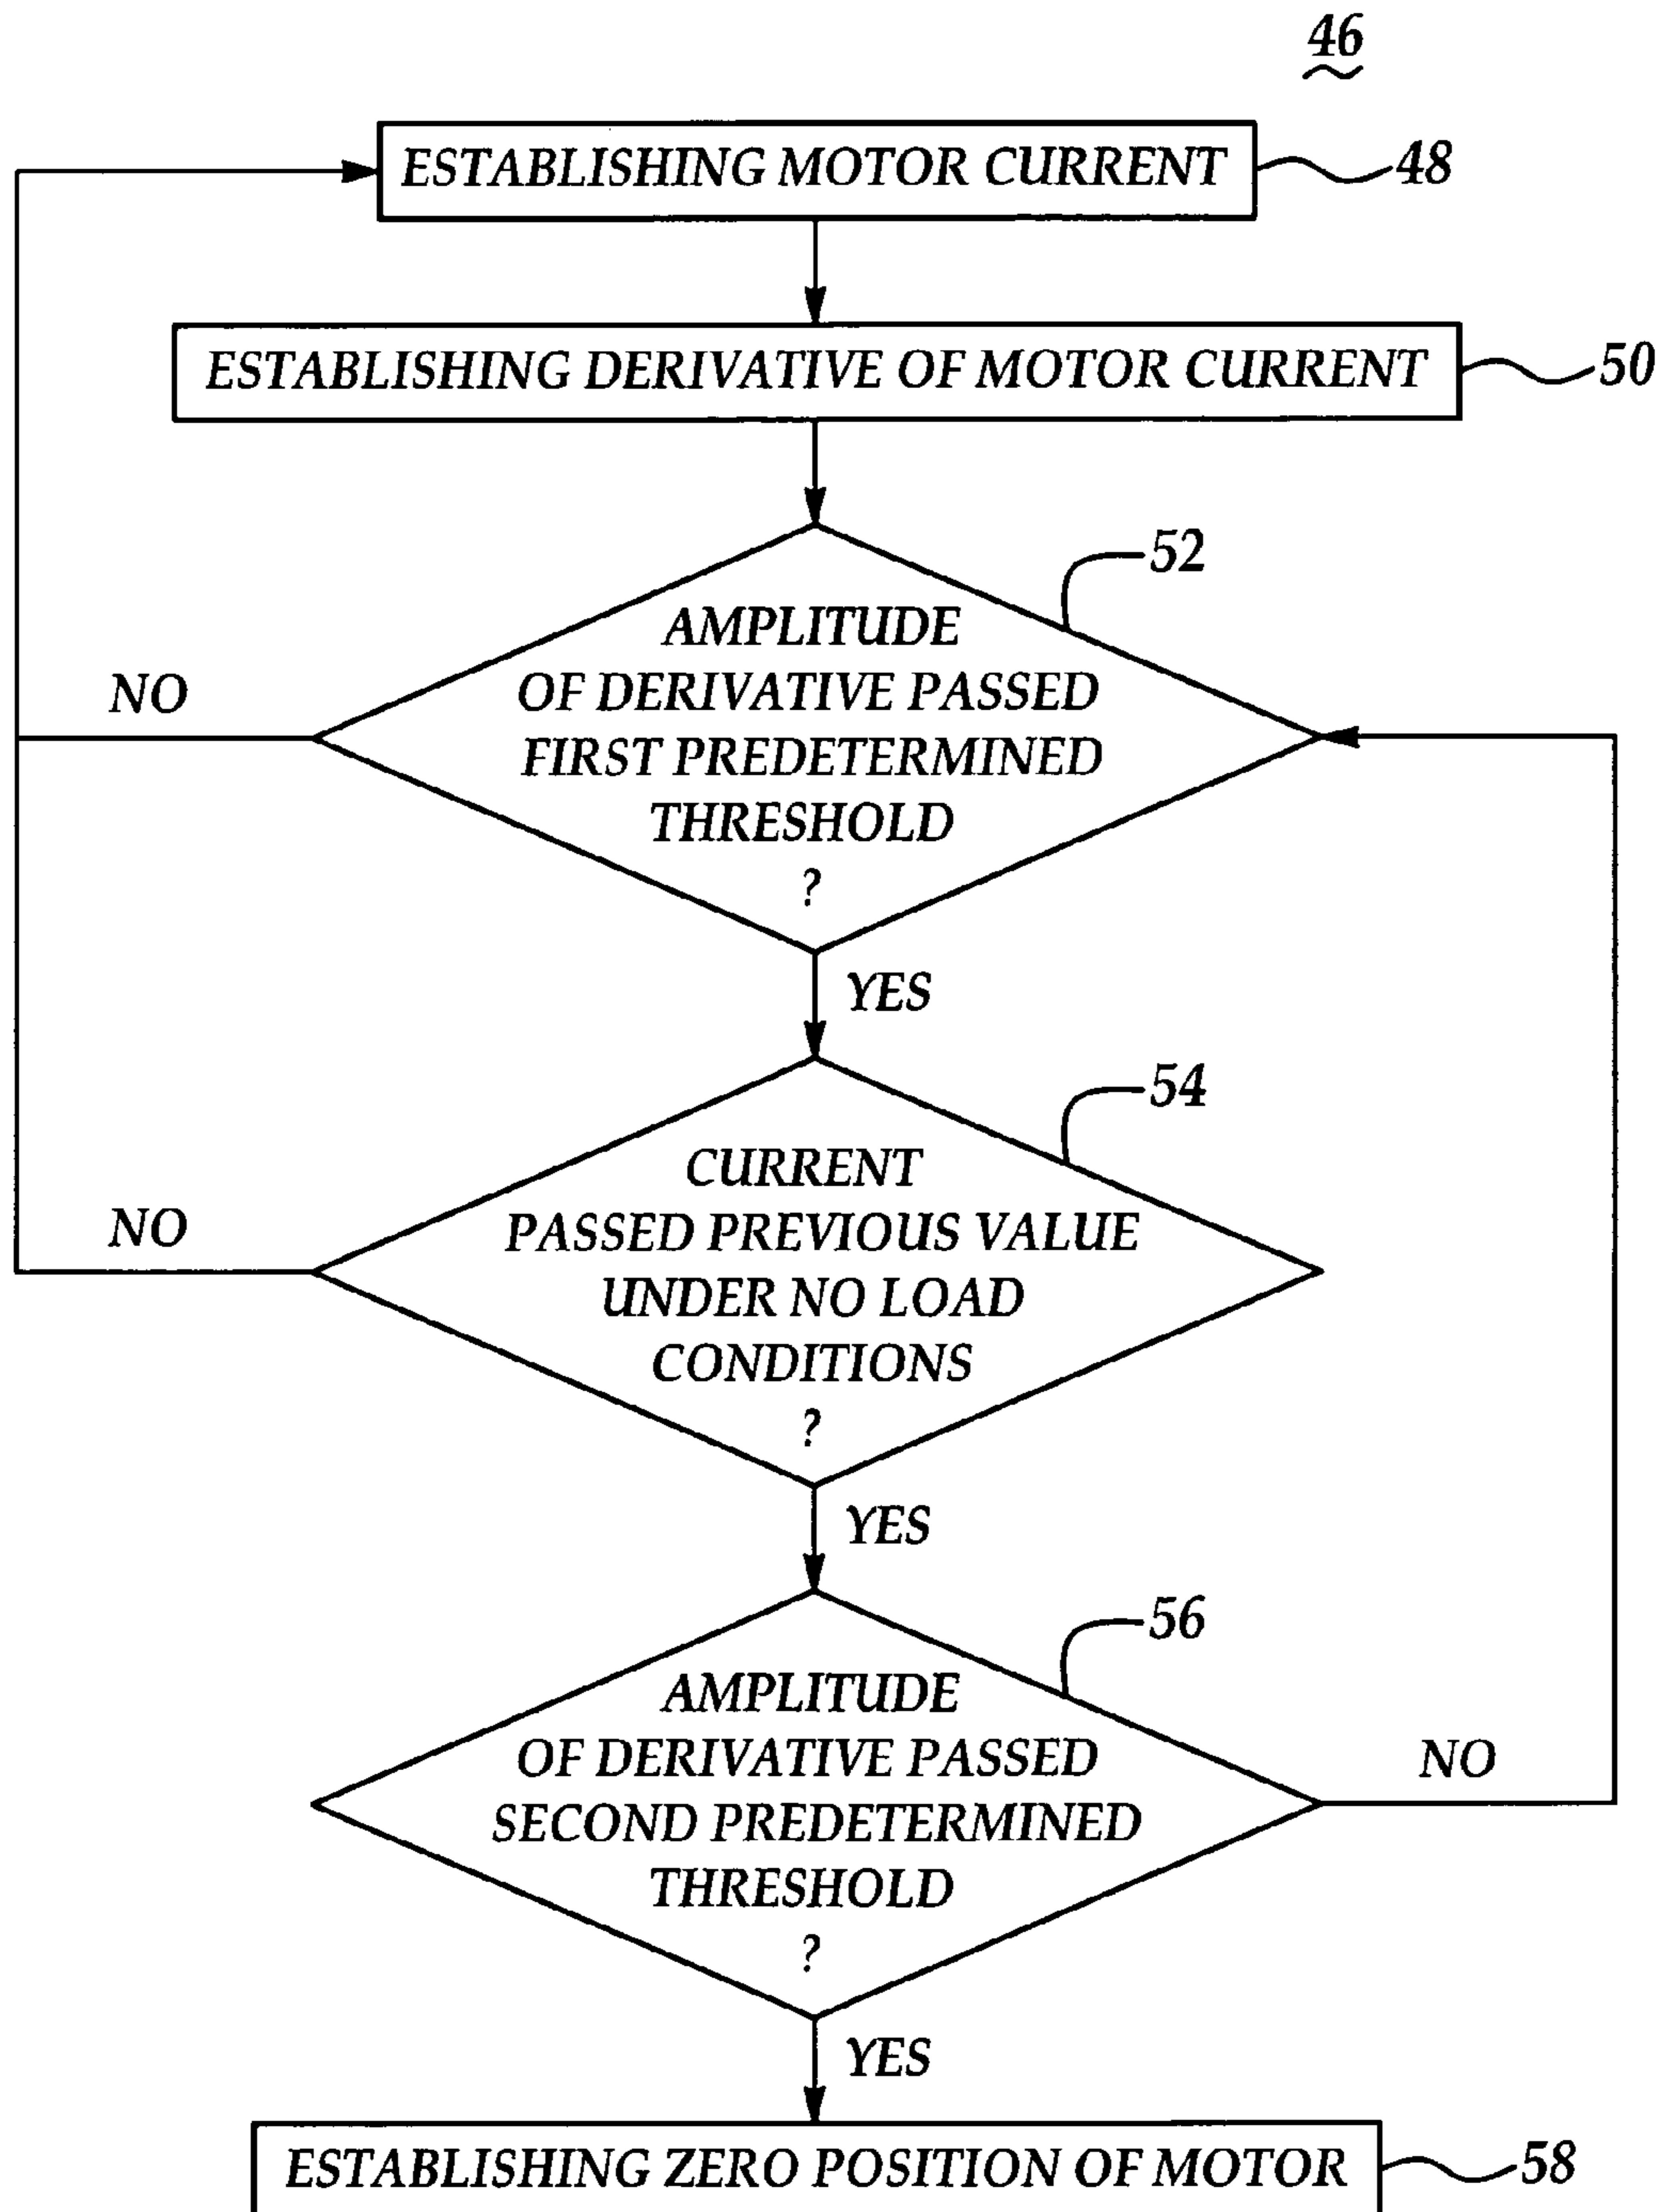 46
ESTABLISHING MOTOR CURRENT
48
ESTABLISHING DERIVATIVE OF MOTOR CURRENT
50
52
AMPLITUDE
OF DERIVATIVE PASSED
FIRST PREDETERMINED
THRESHOLD
?
NO
YES
54
CURRENT
PASSED PREVIOUS VALUE
UNDER NO LOAD
CONDITIONS
?
NO
YES
56
AMPLITUDE
OF DERIVATIVE PASSED
SECOND PREDETERMINED
THRESHOLD
?
NO
YES
ESTABLISHING ZERO POSITION OF MOTOR
58